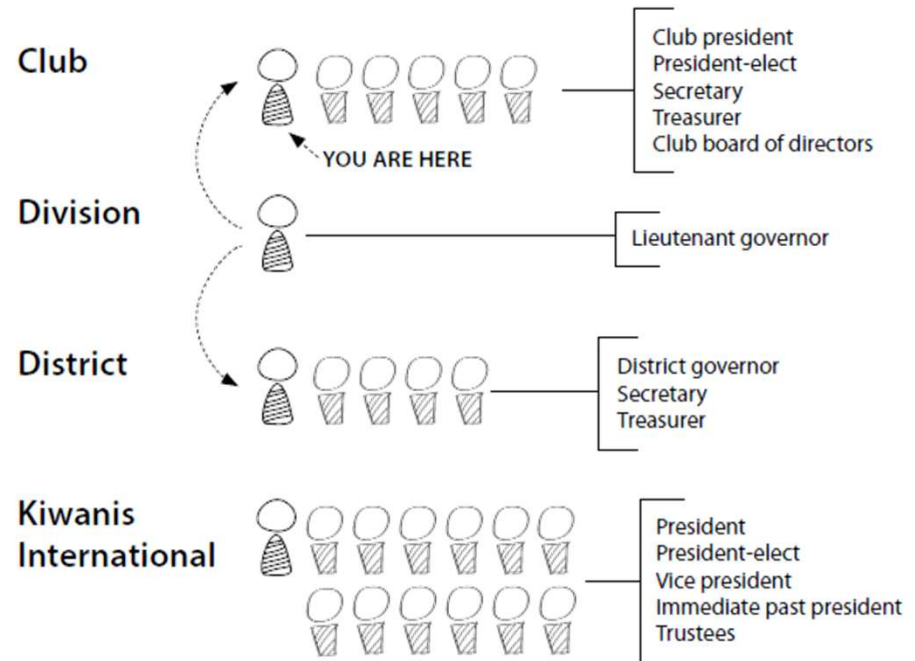 Club
Club president
President-elect
Secretary
Treasurer
Club board of directors
YOU ARE HERE
Division
Lieutenant governor
District
District governor
Secretary
Treasurer
Kiwanis
International
President
President-elect
Vice president
Immediate past president
Trustees